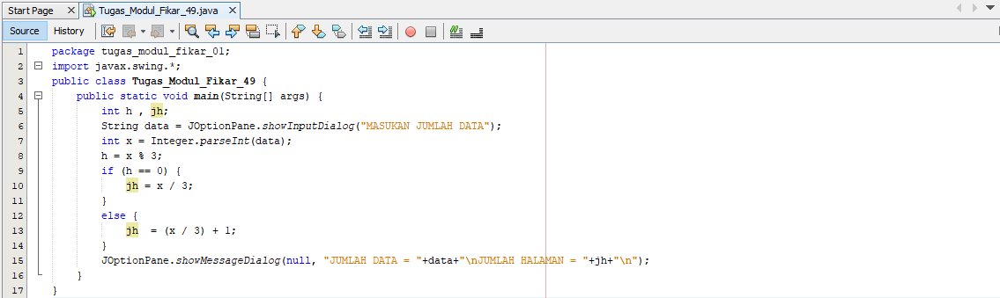 Start Page
Tugas_Modul_Fikar_49.java
Source History
1 package tugas_modul_fikar_01;
2 import javax.swing.*;
3 public class Tugas_Modul_Fikar_49 {
4 public static void main(String[] args) {
5 int h , jh;
6 String data = JOptionPane.showInputDialog("MASUKAN JUMLAH DATA");
7 int x = Integer.parseInt(data);
8 h = x % 3;
9 if (h == 0) {
10 jh = x / 3;
11 }
12 else {
13 jh  = (x / 3) + 1;
14 }
15 JOptionPane.showMessageDialog(null, "JUMLAH DATA = "+data+"\nJUMLAH HALAMAN = "+jh+"\n");
16 }
17 }